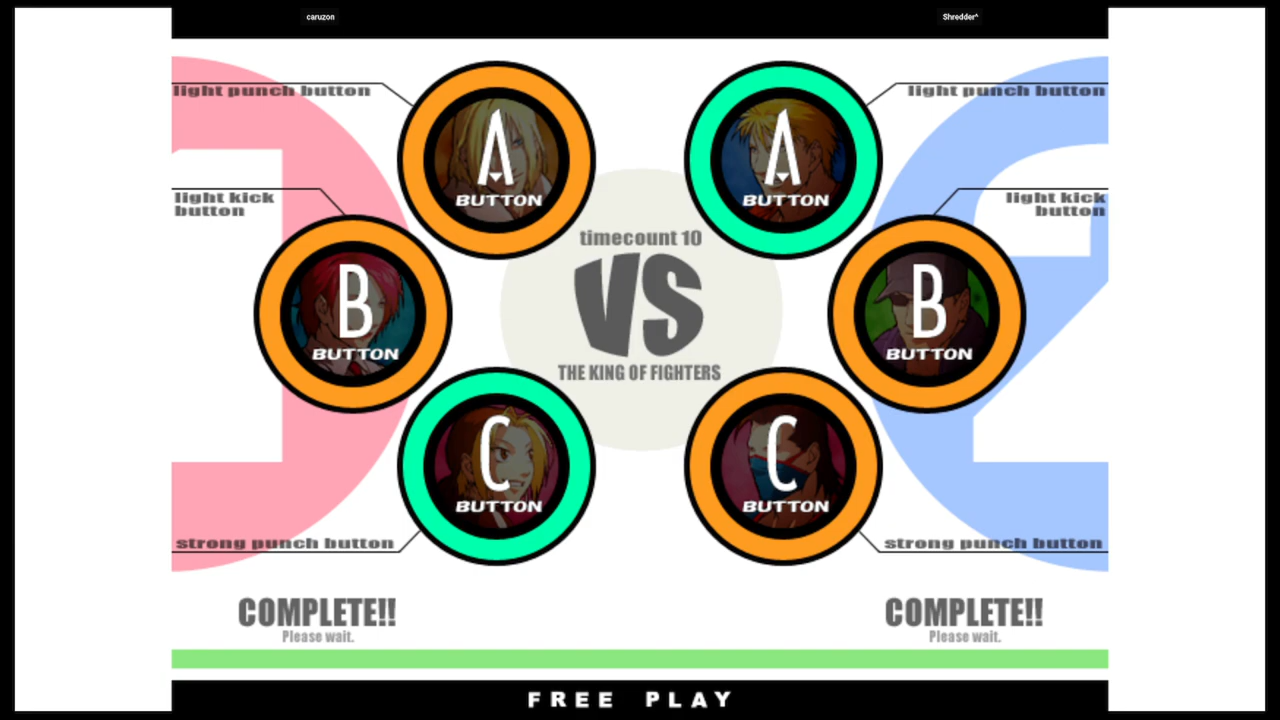 caruzon
Shredder^
light punch button
light punch button
A
BUTTON
A
BUTTON
light kick
button
light kick
button
timecount 10
VS
THE KING OF FIGHTERS
B
BUTTON
B
BUTTON
C
BUTTON
C
BUTTON
strong punch button
strong punch button
COMPLETE!!
Please wait.
COMPLETE!!
Please wait.
FREE PLAY